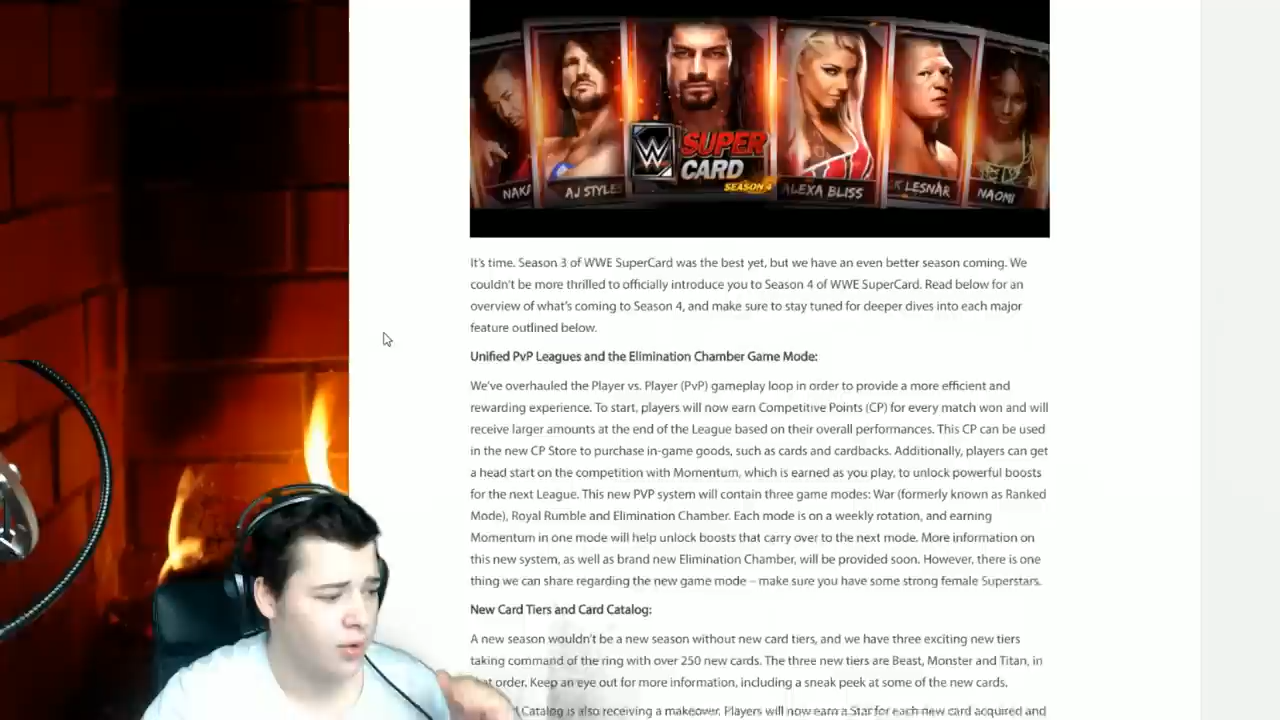 NAKA
AJ STYLES
W
SUPER
CARD
SEASON 4
ALEXA BLISS
K LESNAR
NAOMI
It's time. Season 3 of WWE SuperCard was the best yet, but we have an even better season coming. We
couldn't be more thrilled to officially introduce you to Season 4 of WWE SuperCard. Read below for an
overview of what's coming to Season 4, and make sure to stay tuned for deeper dives into each major
feature outlined below.
Unified PvP Leagues and the Elimination Chamber Game Mode:
We've overhauled the Player vs. Player (PvP) gameplay loop in order to provide a more efficient and
rewarding experience. To start, players will now earn Competitive Points (CP) for every match won and will
receive larger amounts at the end of the League based on their overall performances. This CP can be used
in the new CP Store to purchase in-game goods, such as cards and cardbacks. Additionally, players can get
a head start on the competition with Momentum, which is earned as you play, to unlock powerful boosts
for the next League. This new PVP system will contain three game modes: War (formerly known as Ranked
Mode), Royal Rumble and Elimination Chamber. Each mode is on a weekly rotation, and earning
Momentum in one mode will help unlock boosts that carry over to the next mode. More information on
this new system, as well as brand new Elimination Chamber, will be provided soon. However, there is one
thing we can share regarding the new game mode – make sure you have some strong female Superstars.
New Card Tiers and Card Catalog:
A new season wouldn't be a new season without new card tiers, and we have three exciting new tiers
taking command of the ring with over 250 new cards. The three new tiers are Beast, Monster and Titan, in
order. Keep an eye out for more information, including a sneak peek at some of the new cards.
Catalog is also receiving a makeover. Players will now earn a Star for each new card acquired and